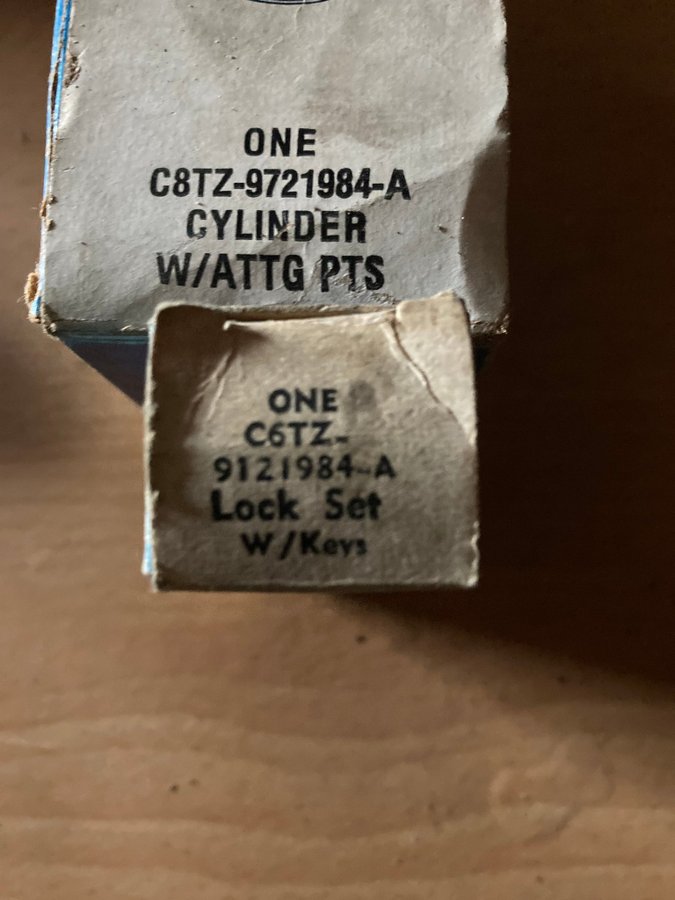 ONE
C8TZ-9721984-A
CYLINDER
W/ATTG PTS
ONE
C6TZ-
9121984-A
Lock Set
W/Keys